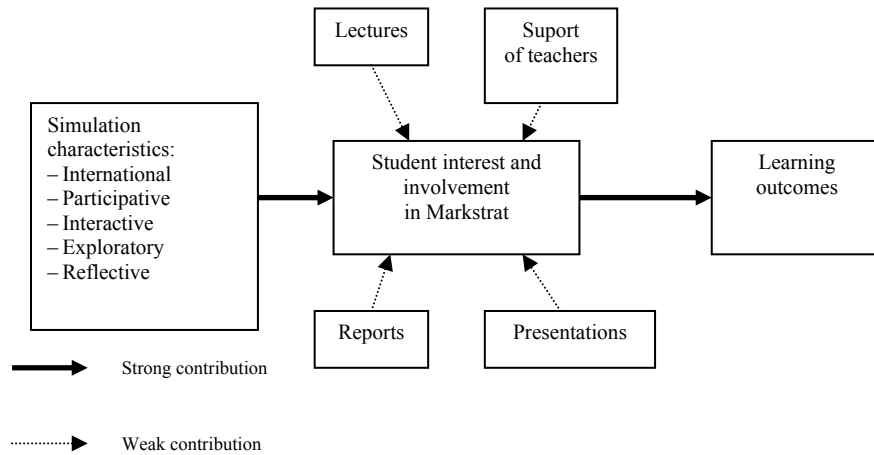 Lectures
Suport
of teachers
Simulation
characteristics:
– International
– Participative
– Interactive
– Exploratory
– Reflective
Student interest and
involvement
in Markstrat
Learning
outcomes
Reports
Presentations
Strong contribution
Weak contribution